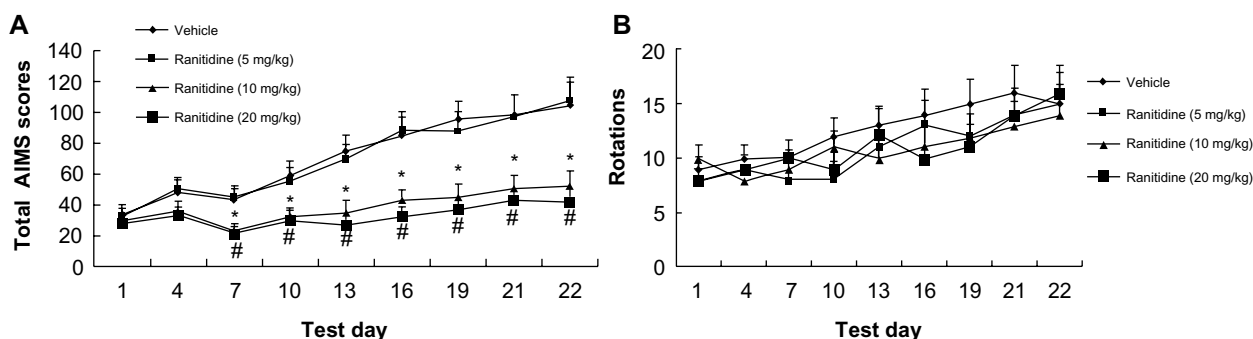 A
Vehicle
Ranitidine (5 mg/kg)
Ranitidine (10 mg/kg)
Ranitidine (20 mg/kg)
Total AIMS scores
140
120
100
80
60
40
20
0
* * * * * * *
# # # # # # #
1 4 7 10 13 16 19 21 22
Test day
B
Vehicle
Ranitidine (5 mg/kg)
Ranitidine (10 mg/kg)
Ranitidine (20 mg/kg)
Rotations
20
15
10
5
0
1 4 7 10 13 16 19 21 22
Test day